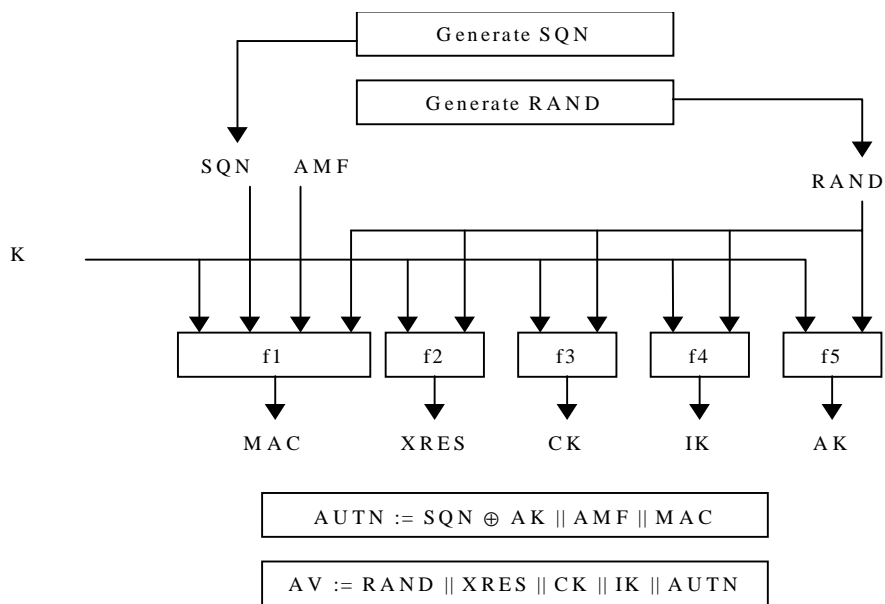 Generate SQN
Generate RAND
SQN AMF RAND
K
f1 f2 f3 f4 f5
MAC XRES CK IK AK
AUTN := SQN ⊕ AK || AMF || MAC
AV := RAND || XRES || CK || IK || AUTN